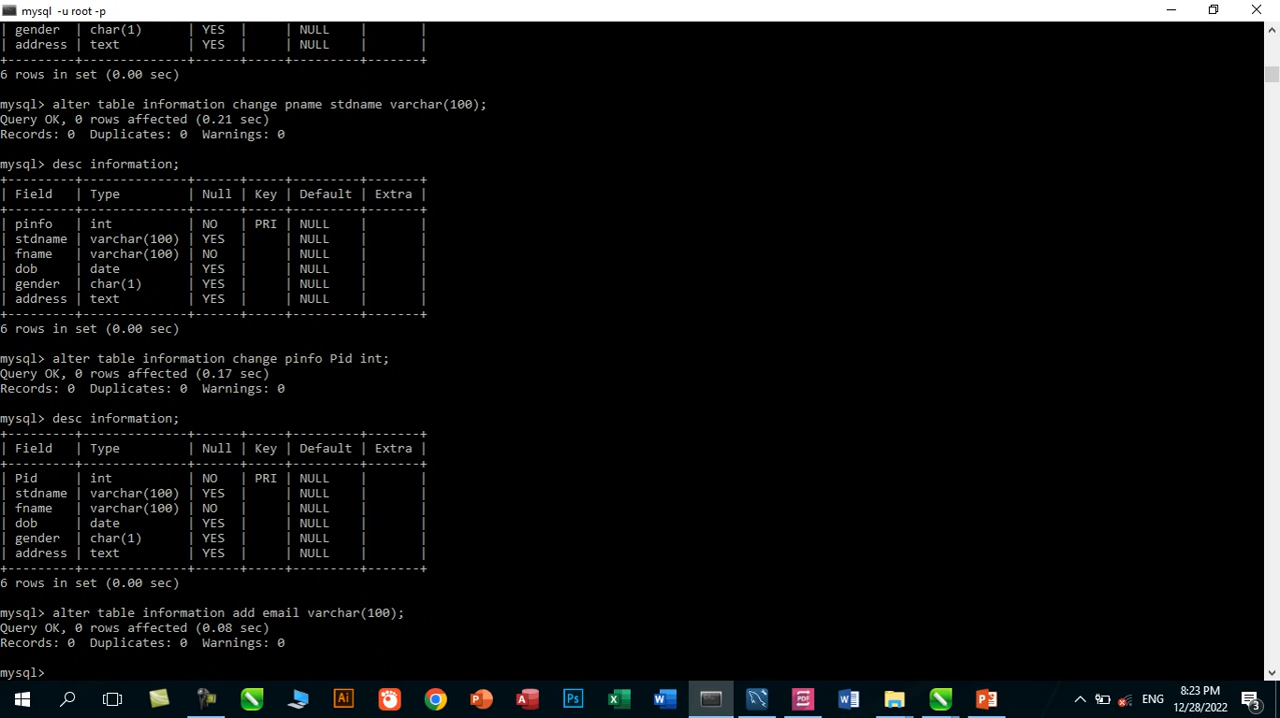 mysql -u root -p
| gender | char(1) | YES | | NULL | |
| address | text | YES | | NULL | |
+---------+--------------+------+-----+---------+-------+
6 rows in set (0.00 sec)
mysql> alter table information change pname stdname varchar(100);
Query OK, 0 rows affected (0.21 sec)
Records: 0 Duplicates: 0 Warnings: 0
mysql> desc information;
+---------+--------------+------+-----+---------+-------+
| Field | Type | Null | Key | Default | Extra |
+---------+--------------+------+-----+---------+-------+
| pinfo | int | NO | PRI | NULL | |
| stdname | varchar(100) | YES | | NULL | |
| fname | varchar(100) | NO | | NULL | |
| dob | date | YES | | NULL | |
| gender | char(1) | YES | | NULL | |
| address | text | YES | | NULL | |
+---------+--------------+------+-----+---------+-------+
6 rows in set (0.00 sec)
mysql> alter table information change pinfo Pid int;
Query OK, 0 rows affected (0.17 sec)
Records: 0 Duplicates: 0 Warnings: 0
mysql> desc information;
+---------+--------------+------+-----+---------+-------+
| Field | Type | Null | Key | Default | Extra |
+---------+--------------+------+-----+---------+-------+
| Pid | int | NO | PRI | NULL | |
| stdname | varchar(100) | YES | | NULL | |
| fname | varchar(100) | NO | | NULL | |
| dob | date | YES | | NULL | |
| gender | char(1) | YES | | NULL | |
| address | text | YES | | NULL | |
+---------+--------------+------+-----+---------+-------+
6 rows in set (0.00 sec)
mysql> alter table information add email varchar(100);
Query OK, 0 rows affected (0.08 sec)
Records: 0 Duplicates: 0 Warnings: 0
mysql>
Ai
Ps
PDF
ENG
8:23 PM
12/28/2022
3